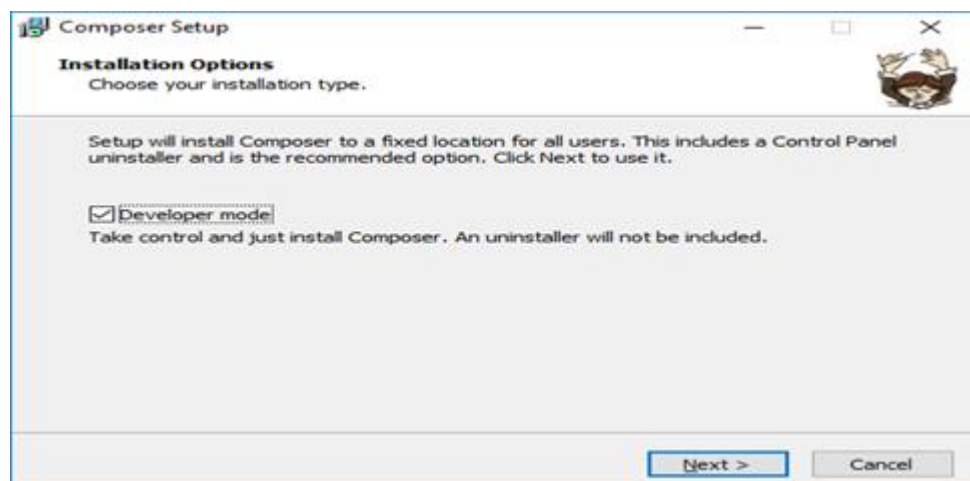 Composer Setup
Installation Options
Choose your installation type.
Setup will install Composer to a fixed location for all users. This includes a Control Panel
uninstaller and is the recommended option. Click Next to use it.
Developer mode
Take control and just install Composer. An uninstaller will not be included.
Next >
Cancel